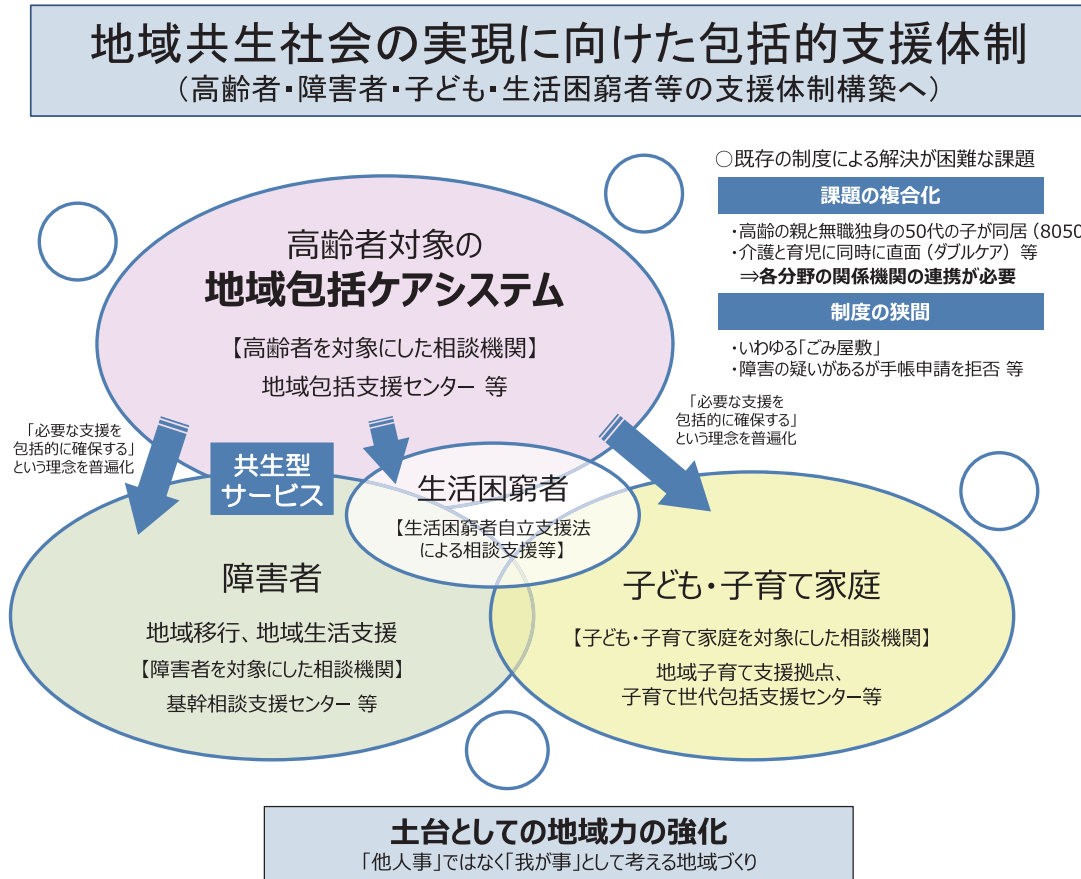 地域共生社会の実現に向けた包括的支援体制
（高齢者・障害者・子ども・生活困窮者等の支援体制構築へ）
○既存の制度による解決が困難な課題
課題の複合化
・高齢の親と無職独身の50代の子が同居（8050
・介護と育児に同時に直面（ダブルケア）等
⇒各分野の関係機関の連携が必要
制度の狭間
・いわゆる「ごみ屋敷」
・障害の疑いがあるが手帳申請を拒否 等
高齢者対象の
地域包括ケアシステム
【高齢者を対象にした相談機関】
地域包括支援センター 等
「必要な支援を
包括的に確保する」
という理念を普遍化
「必要な支援を
包括的に確保する」
という理念を普遍化
共生型
サービス
生活困窮者
【生活困窮者自立支援法
による相談支援等】
障害者
地域移行、地域生活支援
【障害者を対象にした相談機関】
基幹相談支援センター 等
子ども・子育て家庭
【子ども・子育て家庭を対象にした相談機関】
地域子育て支援拠点、
子育て世代包括支援センター等
土台としての地域力の強化
「他人事」ではなく「我が事」として考える地域づくり